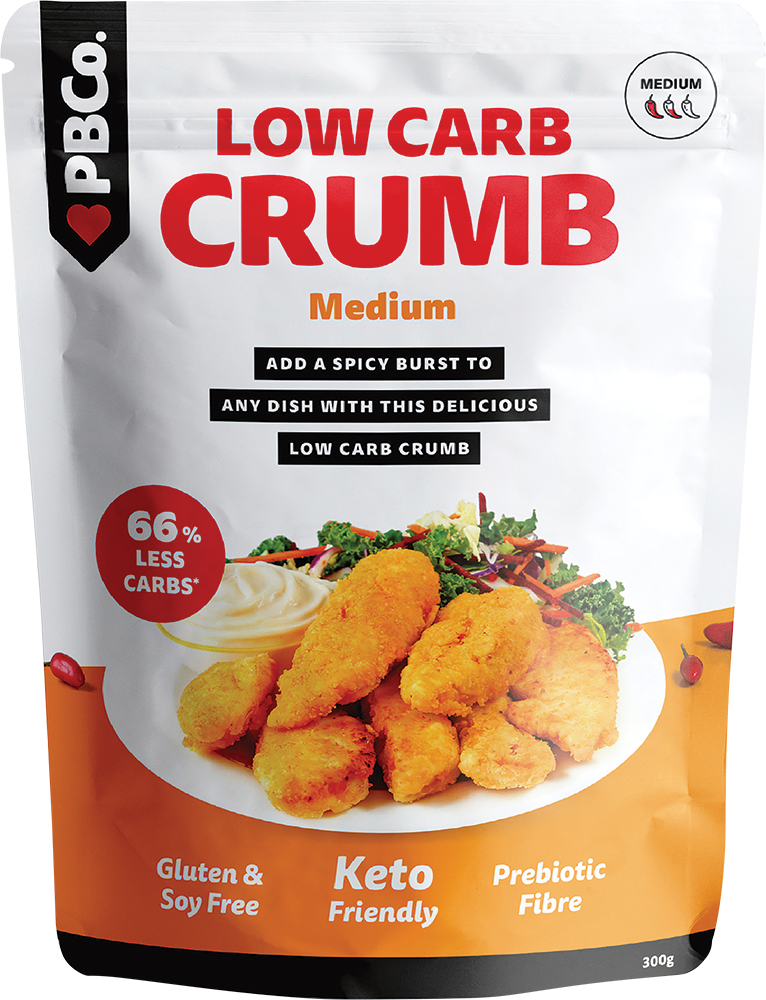 PBCo.
MEDIUM
LOW CARB
CRUMB
Medium
ADD A SPICY BURST TO
ANY DISH WITH THIS DELICIOUS
LOW CARB CRUMB
66%
LESS
CARBS*
Gluten &
Soy Free
Keto
Friendly
Prebiotic
Fibre
300g